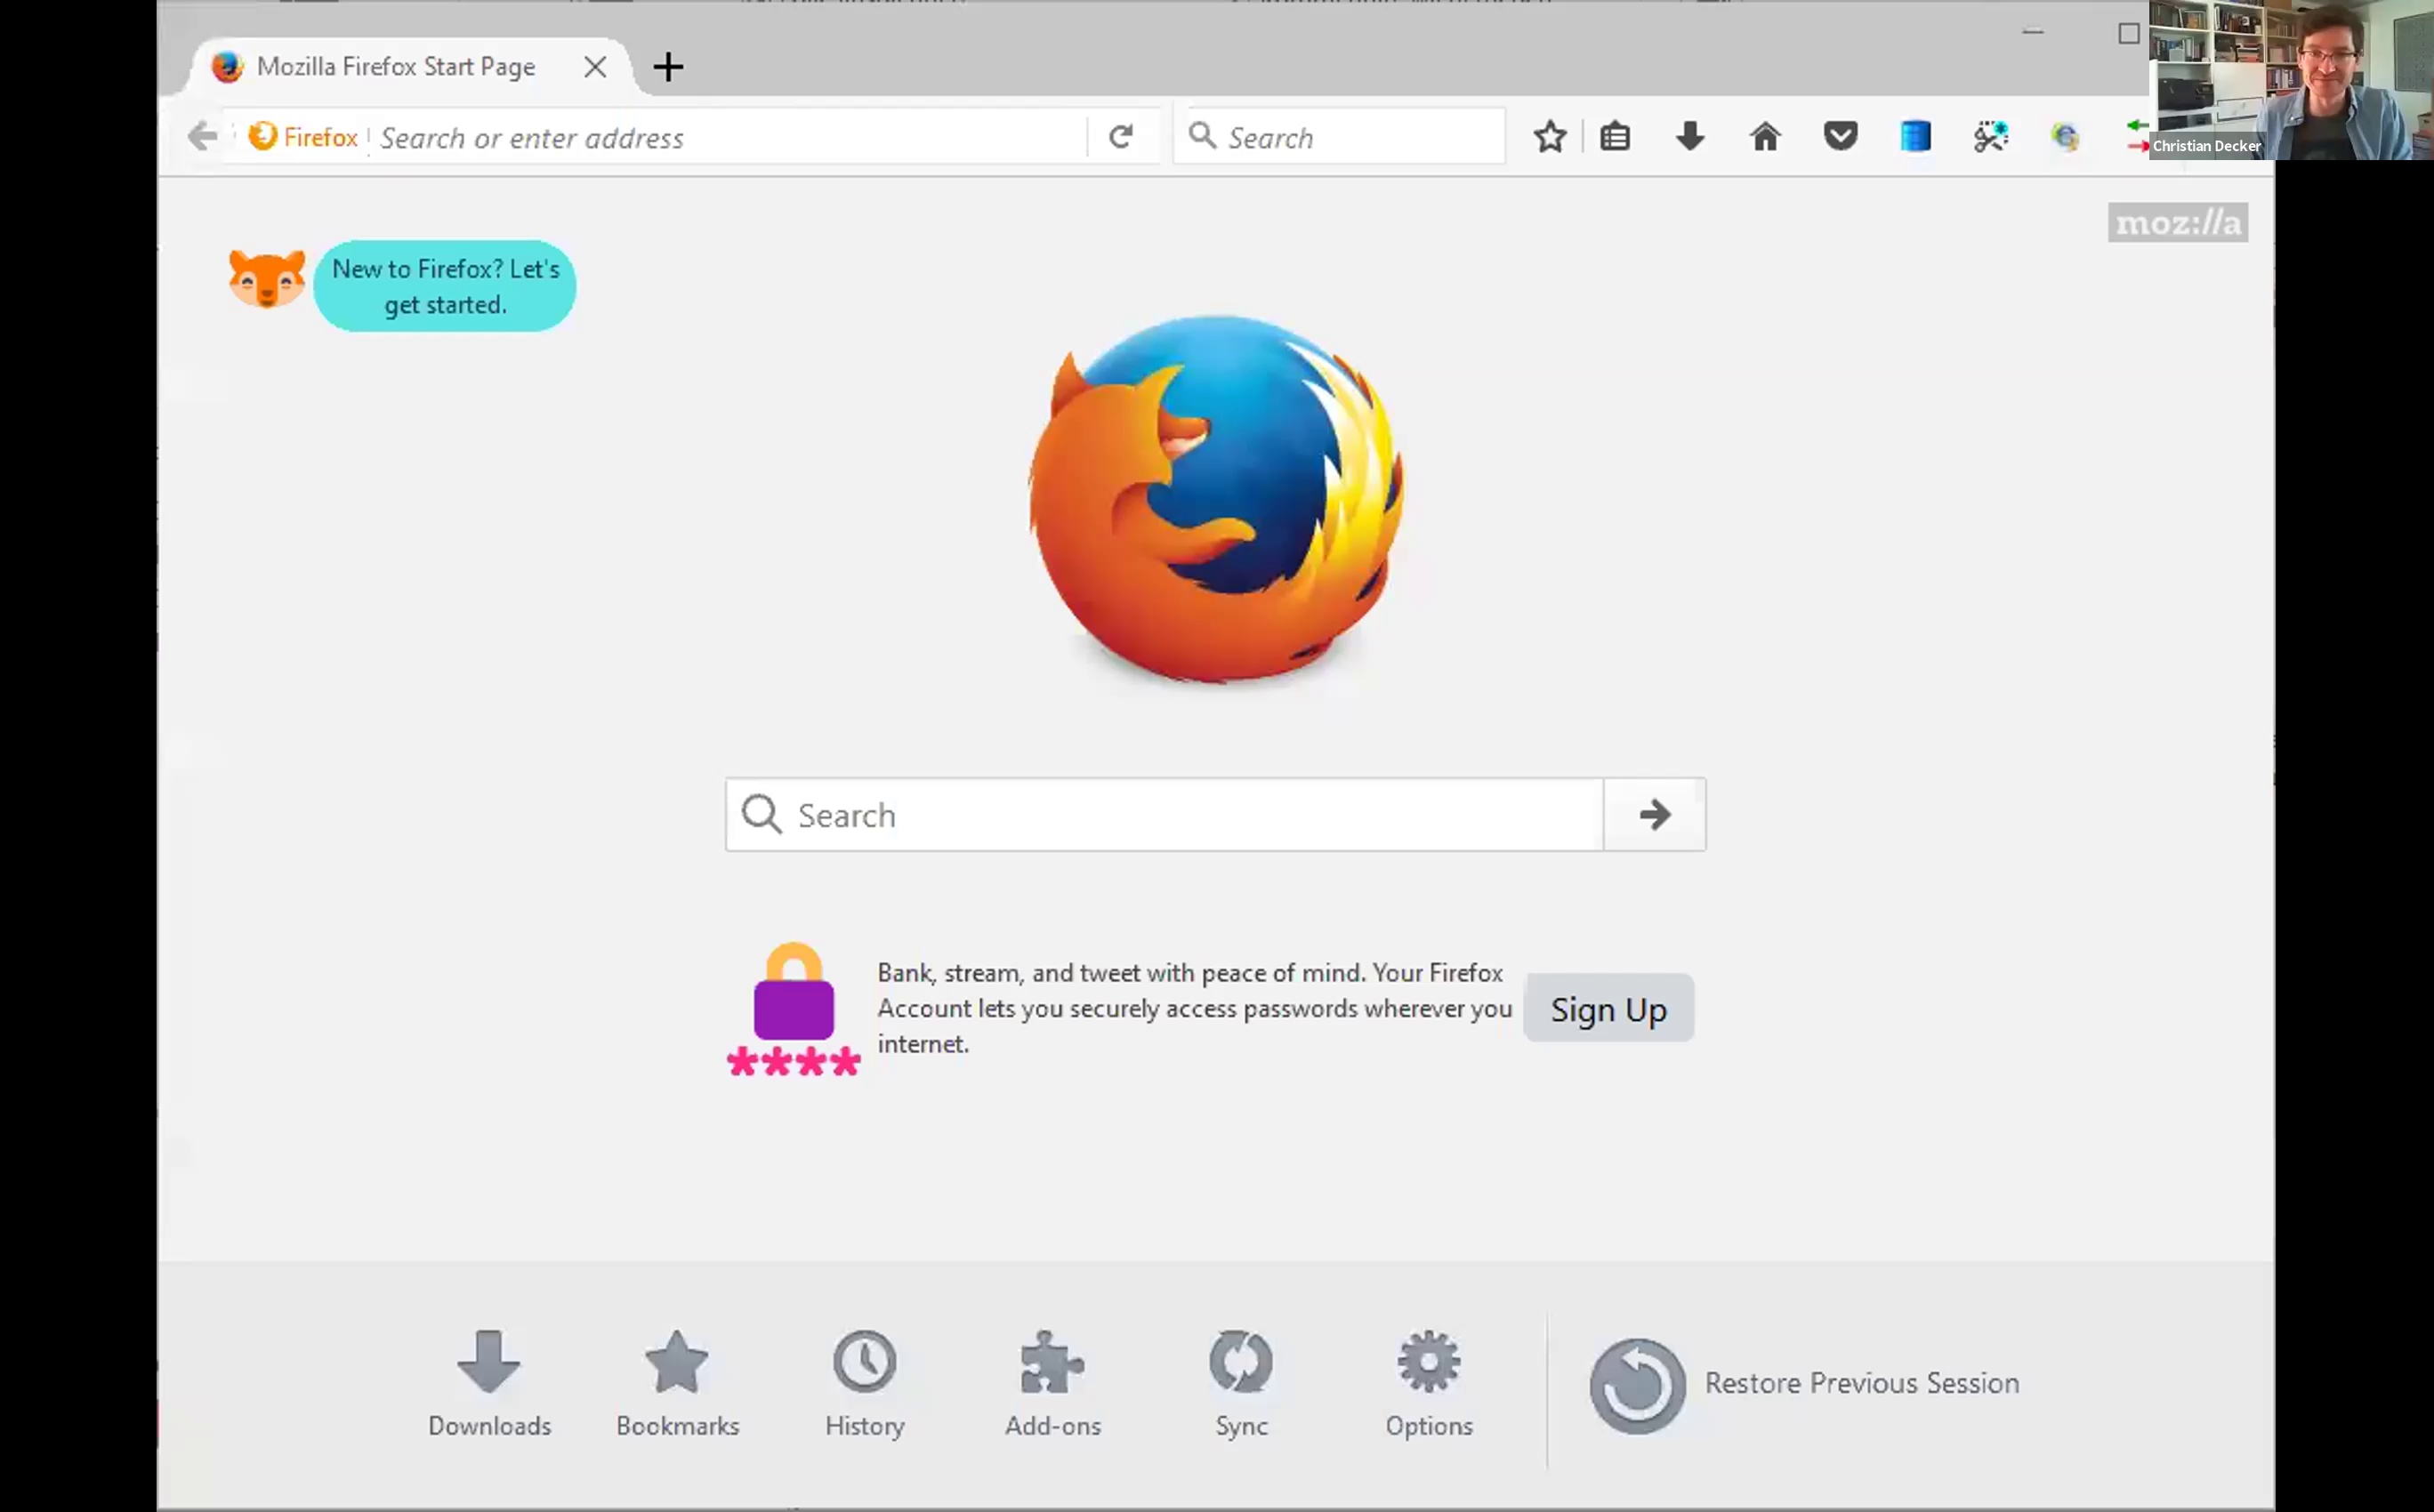 Mozilla Firefox Start Page
Firefox
Search or enter address
Search
Christian Decker
moz://a
New to Firefox? Let's
get started.
Search
Bank, stream, and tweet with peace of mind. Your Firefox
Account lets you securely access passwords wherever you
internet.
Sign Up
****
Downloads
Bookmarks
History
Add-ons
Sync
Options
Restore Previous Session